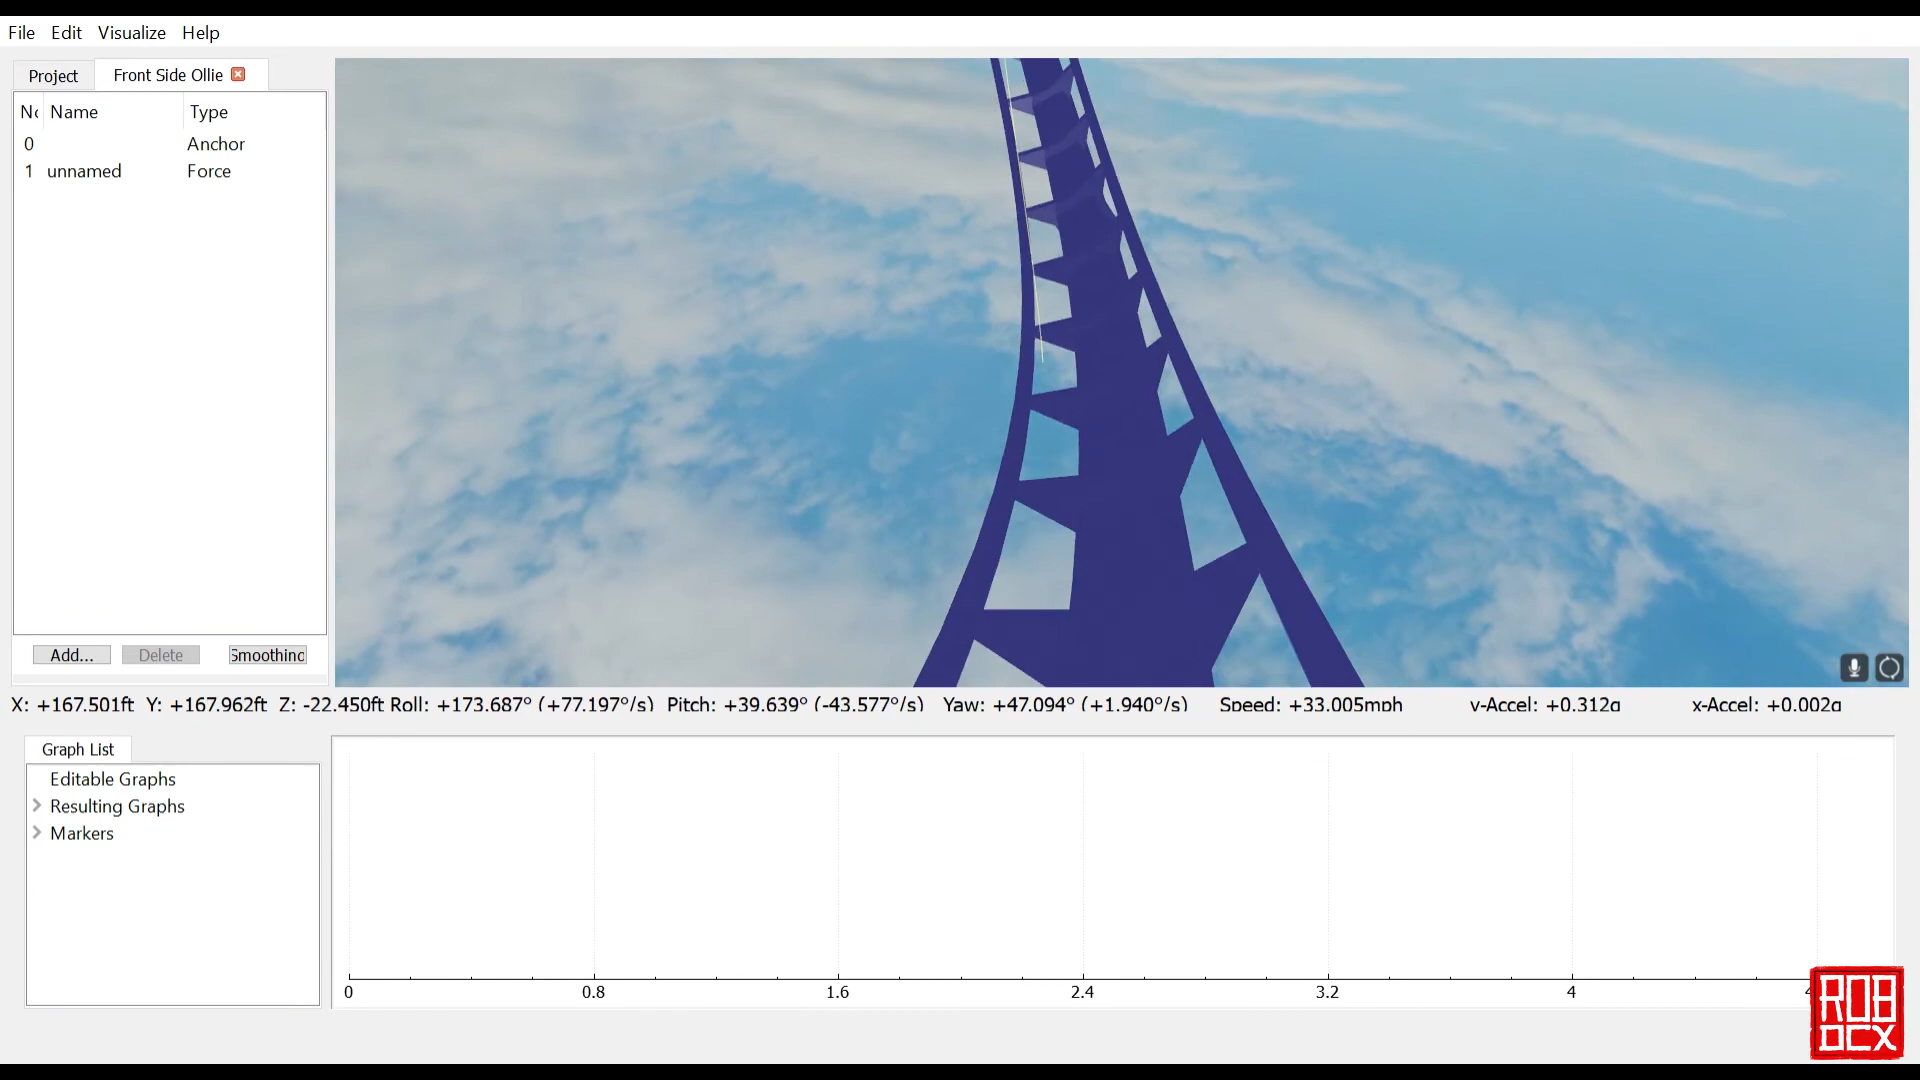 File Edit Visualize Help
Project Front Side Ollie
Name Type
0 Anchor
1 unnamed Force
Add... Delete Smoothing
X: +167.501ft Y: +167.962ft Z: -22.450ft Roll: +173.687° (+77.197°/s) Pitch: +39.639° (-43.577°/s) Yaw: +47.094° (+1.940°/s) Speed: +33.005mph y-Accel: +0.312g x-Accel: +0.002g
Graph List
Editable Graphs
Resulting Graphs
Markers
0 0.8 1.6 2.4 3.2 4
ROB
DCX